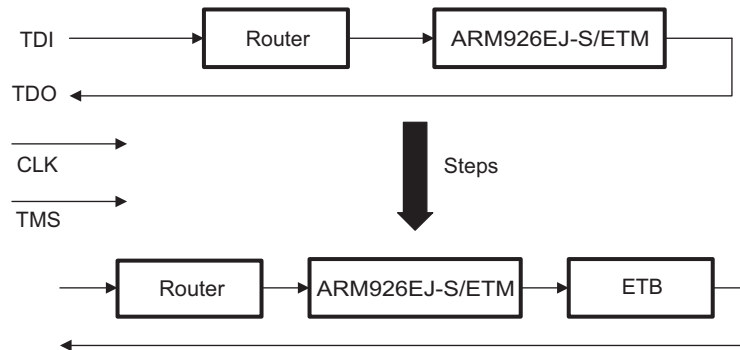 TDI
Router
ARM926EJ-S/ETM
TDO
CLK
Steps
TMS
Router
ARM926EJ-S/ETM
ETB